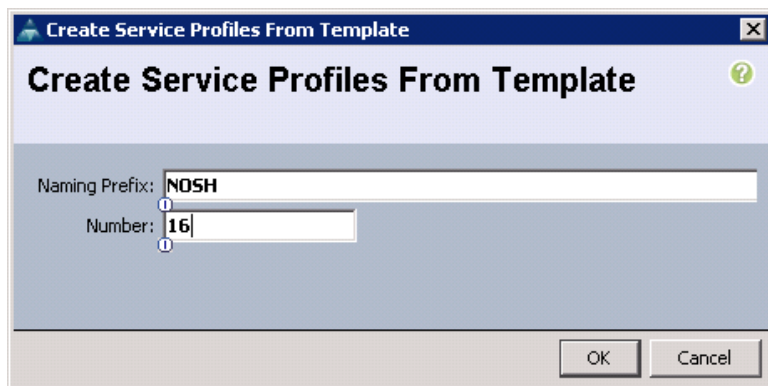 Create Service Profiles From Template
Create Service Profiles From Template
?
Naming Prefix: NOSH
Number: 16
OK Cancel